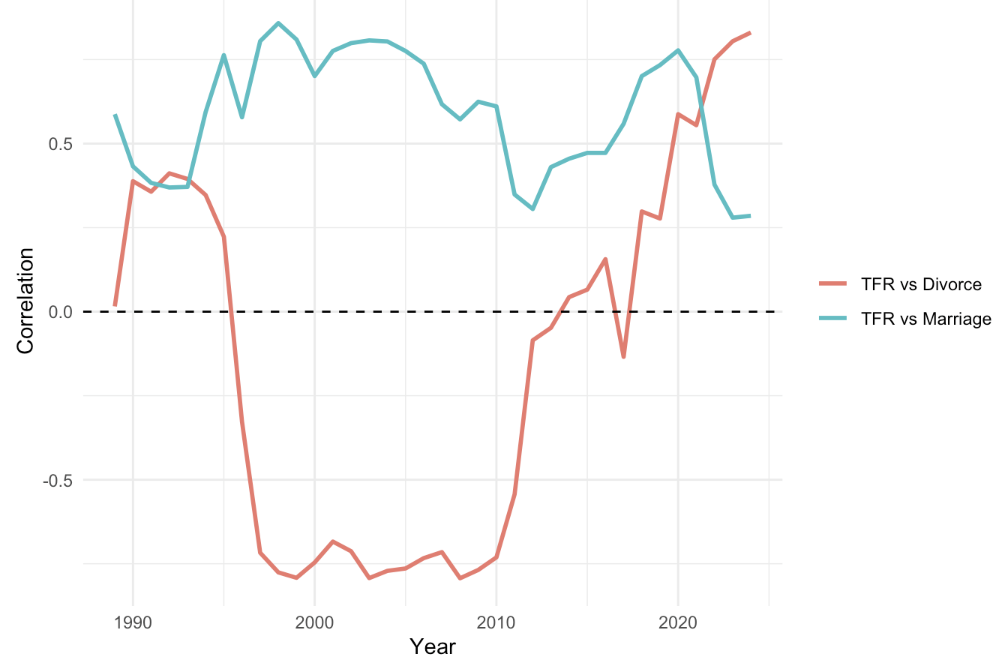 0.5
0.0
-0.5
Correlation
1990 2000 2010 2020
Year
TFR vs Divorce
TFR vs Marriage